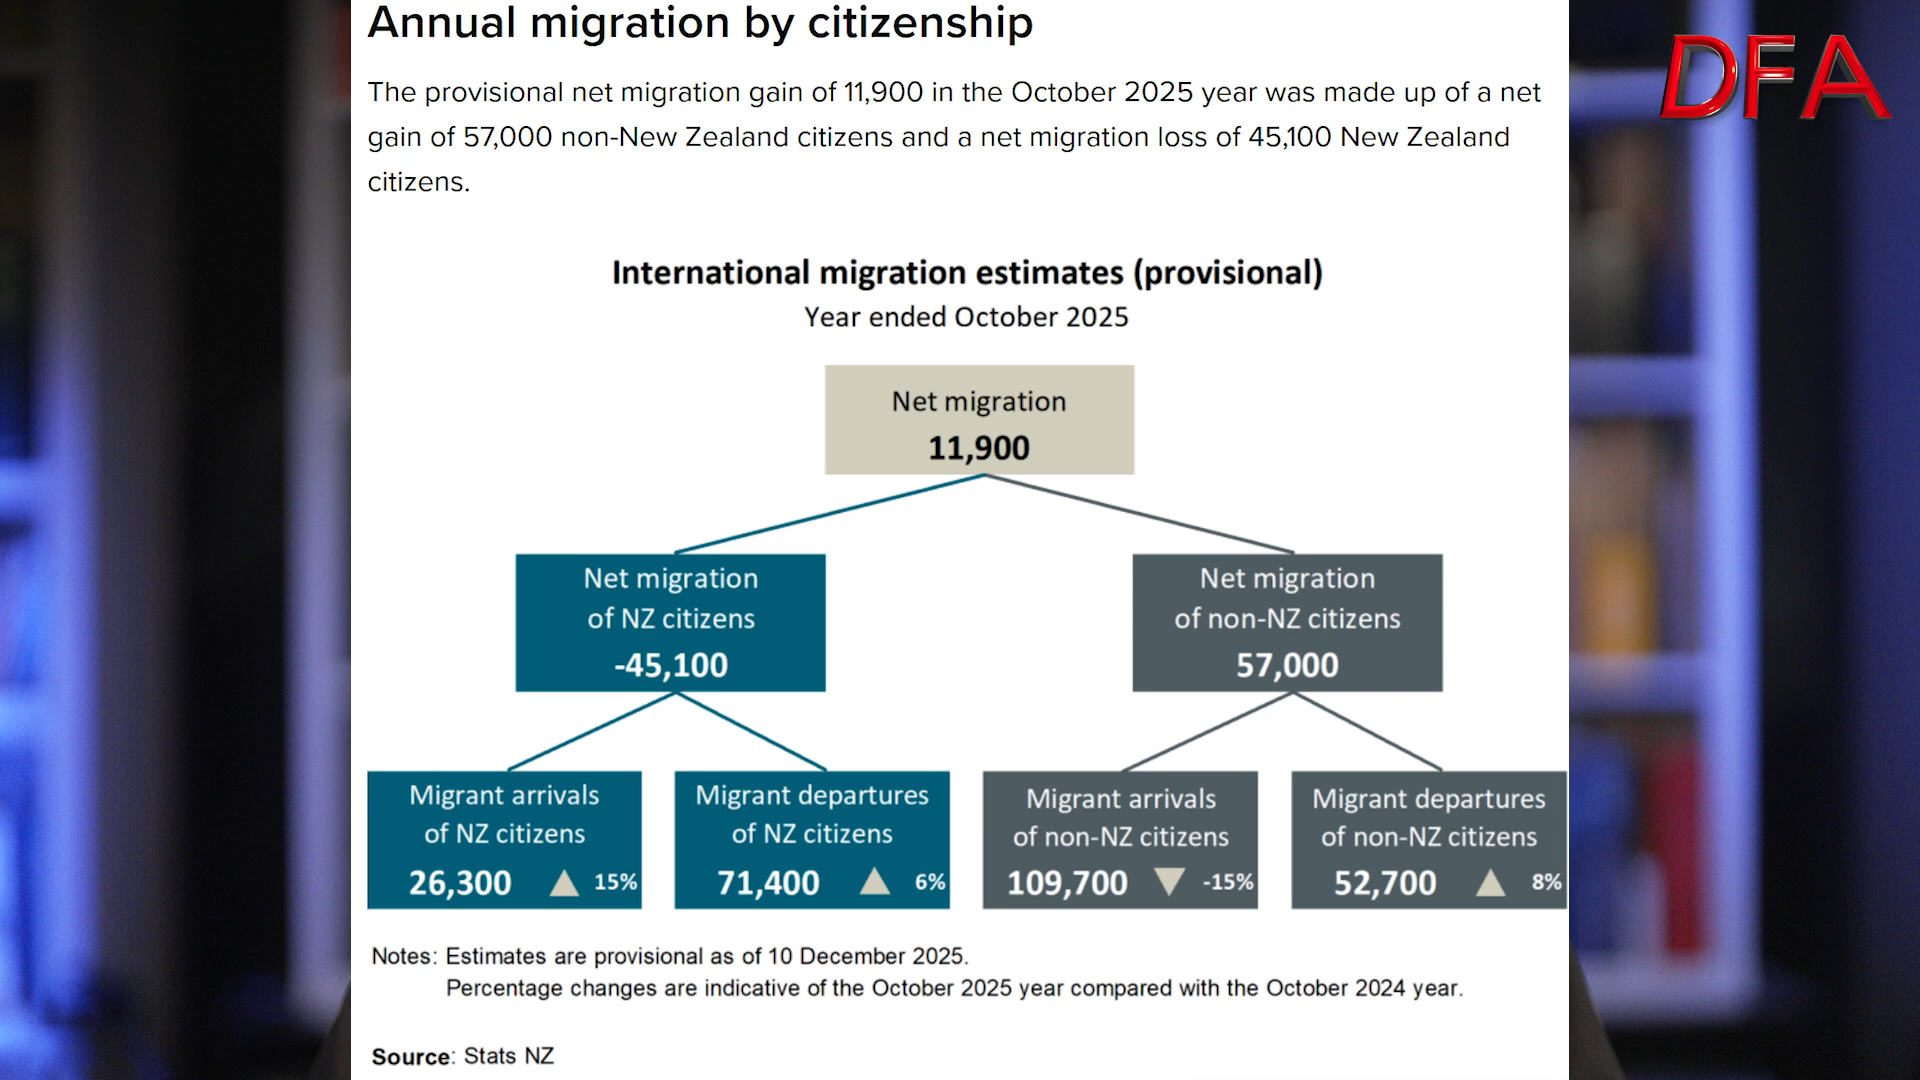 Annual migration by citizenship
DFA
The provisional net migration gain of 11,900 in the October 2025 year was made up of a net
gain of 57,000 non-New Zealand citizens and a net migration loss of 45,100 New Zealand
citizens.
International migration estimates (provisional)
Year ended October 2025
Net migration
11,900
Net migration
of NZ citizens
-45,100
Net migration
of non-NZ citizens
57,000
Migrant arrivals
of NZ citizens
26,300 ▲ 15%
Migrant departures
of NZ citizens
71,400 ▲ 6%
Migrant arrivals
of non-NZ citizens
109,700 ▼ -15%
Migrant departures
of non-NZ citizens
52,700 ▲ 8%
Notes: Estimates are provisional as of 10 December 2025.
Percentage changes are indicative of the October 2025 year compared with the October 2024 year.
Source: Stats NZ